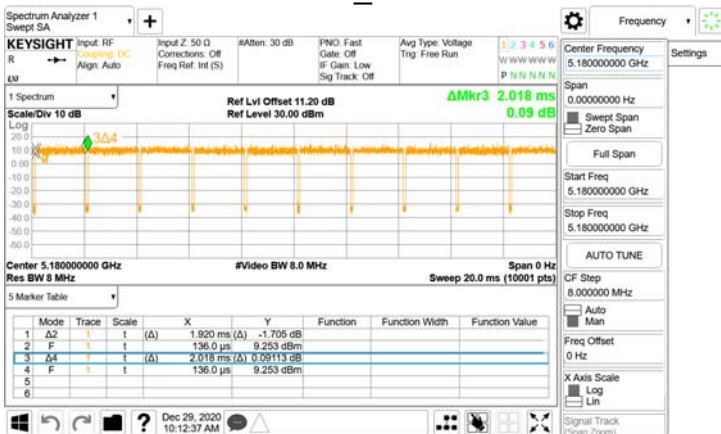 Spectrum Analyzer 1
Swept SA
Frequency
KEYSIGHT
R
Input: RF
Coupling: DC
Align: Auto
Input Z: 50 Ω
Corrections: Off
Freq Ref: Int (S)
#Atten: 30 dB
PNO: Fast
Gate: Off
IF Gain: Low
Sig Track: Off
Avg Type: Voltage
Trig: Free Run
1 2 3 4 5 6
W W W W W W
P N N N N N
Center Frequency
5.180000000 GHz
Settings
Span
0.00000000 Hz
Swept Span
Zero Span
Full Span
Start Freq
5.180000000 GHz
Stop Freq
5.180000000 GHz
AUTO TUNE
CF Step
8.000000 MHz
Auto
Man
Freq Offset
0 Hz
X Axis Scale
Log
Lin
Signal Track
(Span Zoom)
1 Spectrum
Scale/Div 10 dB
Log
Ref Lvl Offset 11.20 dB
Ref Level 30.00 dBm
ΔMkr3 2.018 ms
0.09 dB
3Δ4
20.0
10.0
0.00
-10.0
-20.0
-30.0
-40.0
-50.0
-60.0
Center 5.180000000 GHz
Res BW 8 MHz
#Video BW 8.0 MHz
Span 0 Hz
Sweep 20.0 ms (10001 pts)
5 Marker Table
Mode Trace Scale X Y Function Function Width Function Value
1 Δ2 1 t (Δ) 1.920 ms (Δ) -1.705 dB
2 F 1 t 136.0 µs 9.253 dBm
3 Δ4 1 t (Δ) 2.018 ms (Δ) 0.09113 dB
4 F 1 t 136.0 µs 9.253 dBm
5
6
?
Dec 29, 2020
10:12:37 AM